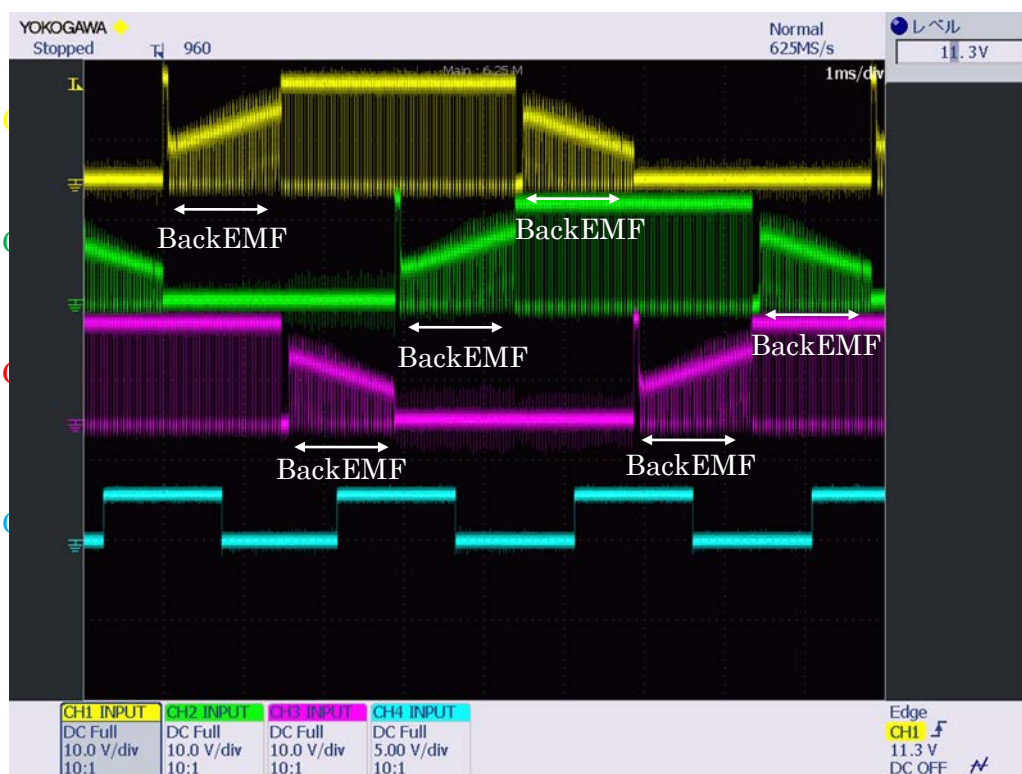 YOKOGAWA
Stopped
960
Normal
625MS/s
レベル
11.3V
Main : 6.25 M
1ms/div
BackEMF
BackEMF
BackEMF
BackEMF
BackEMF
BackEMF
CH1 INPUT
DC Full
10.0 V/div
10:1
CH2 INPUT
DC Full
10.0 V/div
10:1
CH3 INPUT
DC Full
10.0 V/div
10:1
CH4 INPUT
DC Full
5.00 V/div
10:1
Edge
CH1
11.3 V
DC OFF